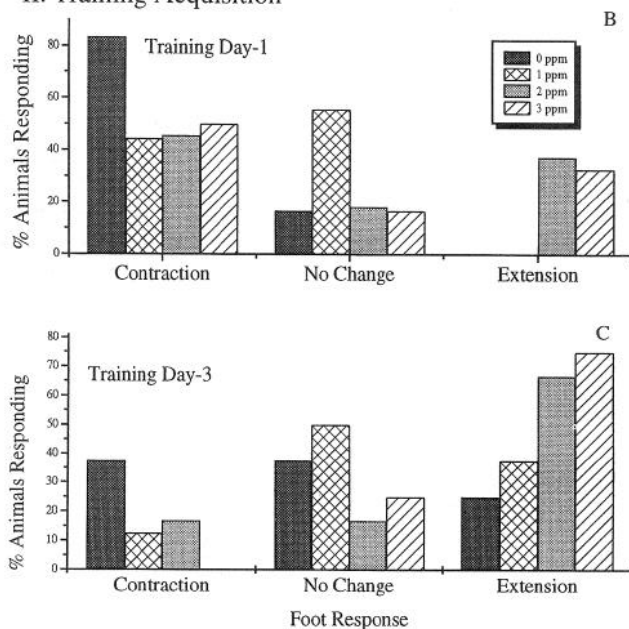 II. Training Acquisition
B
Training Day-1
0 ppm
1 ppm
2 ppm
3 ppm
% Animals Responding
80
60
40
20
0
Contraction No Change Extension
C
Training Day-3
% Animals Responding
80
70
60
50
40
30
20
10
0
Contraction No Change Extension
Foot Response